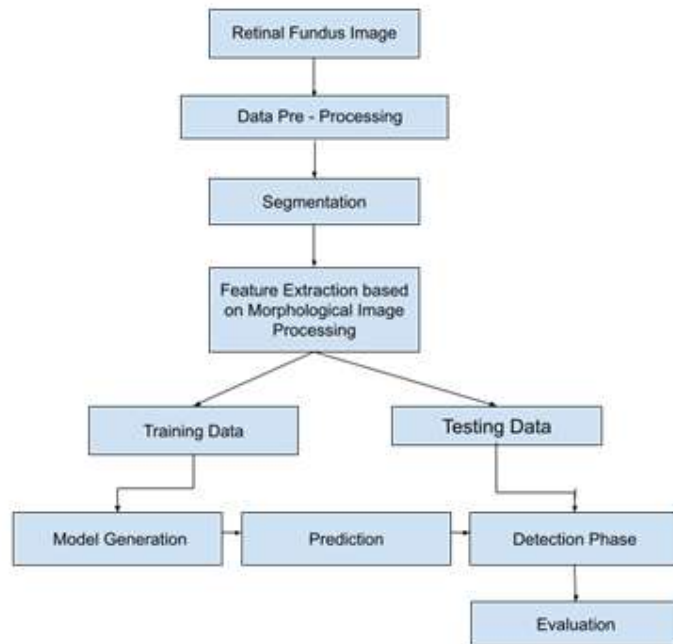 Retinal Fundus Image
Data Pre - Processing
Segmentation
Feature Extraction based
on Morphological Image
Processing
Training Data
Testing Data
Model Generation
Prediction
Detection Phase
Evaluation